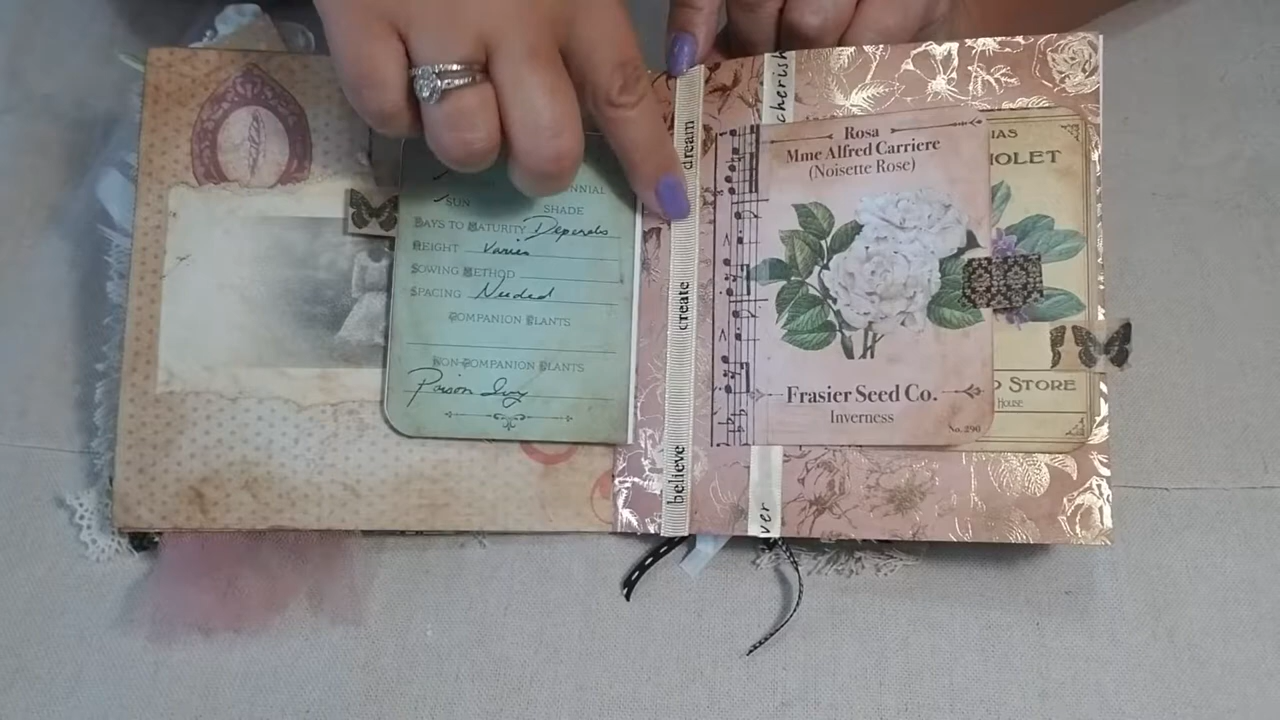 SUN
SHADE
DAYS TO MATURITY Depends
HEIGHT Varies
SOWING METHOD
SPACING Needed
COMPANION PLANTS
NON-COMPANION PLANTS
Poison Ivy
believe create dream
cherish
ver
Rosa
Mme Alfred Carriere
(Noisette Rose)
Frasier Seed Co.
Inverness
No. 290
IAS
IOLET
D STORE
HOUSE